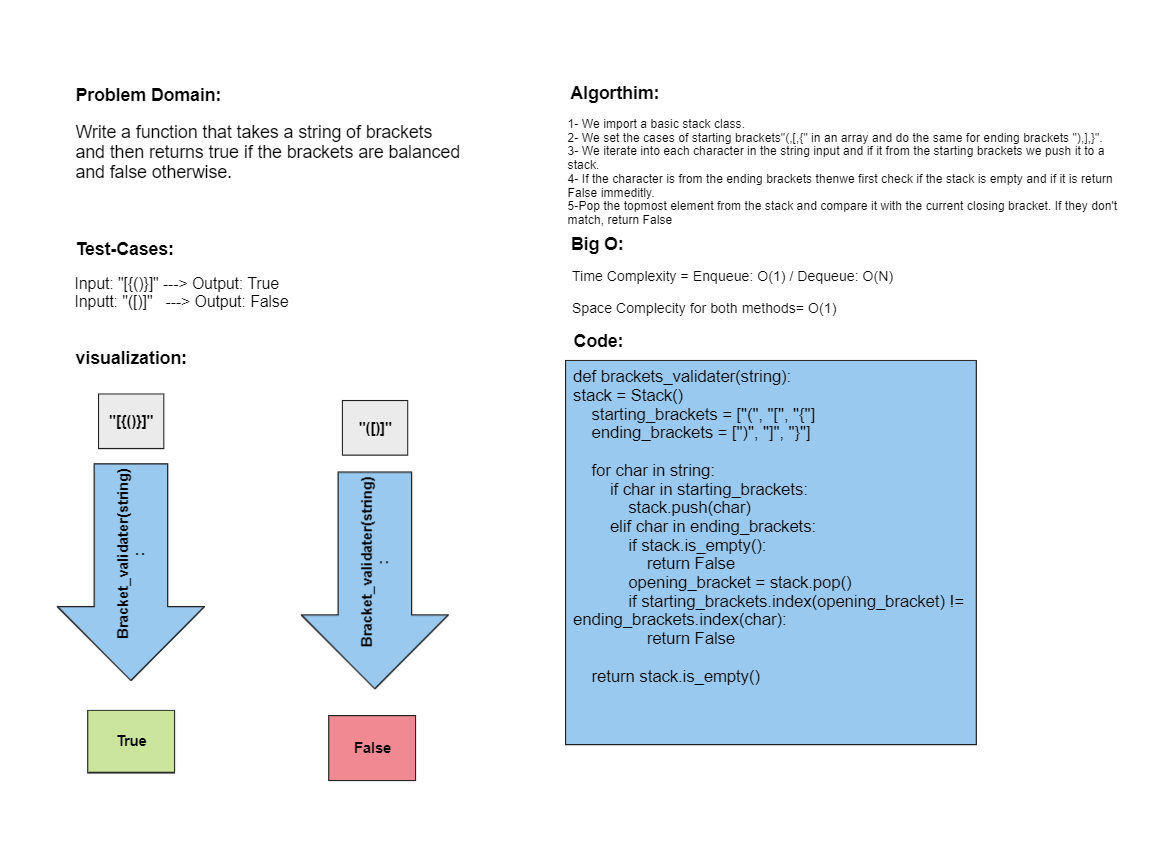 Problem Domain:
Write a function that takes a string of brackets
and then returns true if the brackets are balanced
and false otherwise.
Test-Cases:
Input: "[{()}]" ---> Output: True
Inputt: "([)]"   ---> Output: False
visualization:
"[{()}]"
Bracket_validater(string)
:
True
"([)]"
Bracket_validater(string)
:
False
Algorthim:
1- We import a basic stack class.
2- We set the cases of starting brackets"(,[,{" in an array and do the same for ending brackets "),],}".
3- We iterate into each character in the string input and if it from the starting brackets we push it to a
stack.
4- If the character is from the ending brackets thenwe first check if the stack is empty and if it is return
False immeditly.
5-Pop the topmost element from the stack and compare it with the current closing bracket. If they don't
match, return False
Big O:
Time Complexity = Enqueue: O(1) / Dequeue: O(N)
Space Complecity for both methods= O(1)
Code:
def brackets_validater(string):
stack = Stack()
    starting_brackets = ["(", "[", "{"]
    ending_brackets = [")", "]", "}"]
    for char in string:
        if char in starting_brackets:
            stack.push(char)
        elif char in ending_brackets:
            if stack.is_empty():
                return False
            opening_bracket = stack.pop()
            if starting_brackets.index(opening_bracket) !=
ending_brackets.index(char):
                return False
    return stack.is_empty()